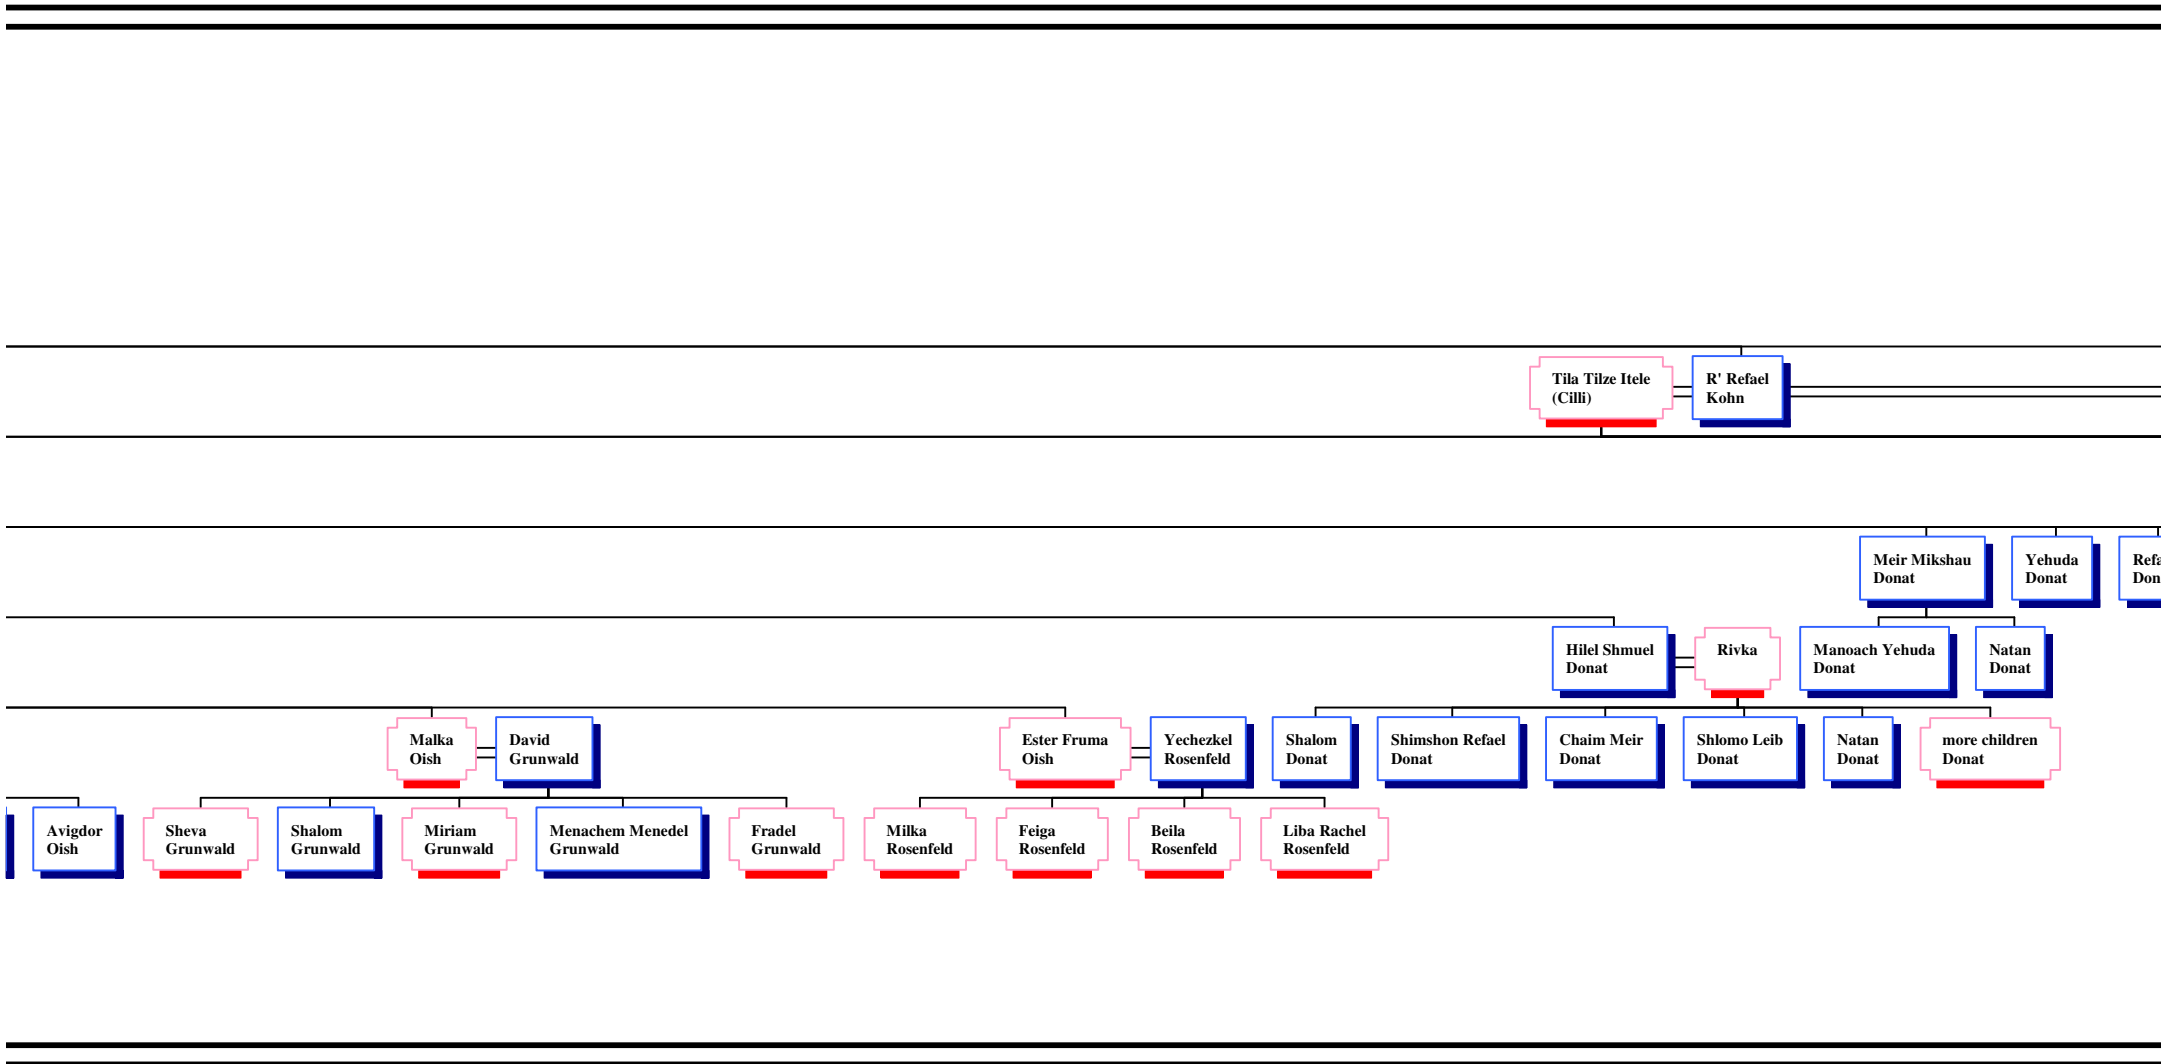 Tila Tilze Itele
(Cilli)
R' Refael
Kohn
Meir Mikshau
Donat
Yehuda
Donat
Refa
Don
Hilel Shmuel
Donat
Rivka
Manoach Yehuda
Donat
Natan
Donat
Malka
Oish
David
Grunwald
Ester Fruma
Oish
Yechezkel
Rosenfeld
Shalom
Donat
Shimshon Refael
Donat
Chaim Meir
Donat
Shlomo Leib
Donat
Natan
Donat
more children
Donat
Avigdor
Oish
Sheva
Grunwald
Shalom
Grunwald
Miriam
Grunwald
Menachem Menedel
Grunwald
Fradel
Grunwald
Milka
Rosenfeld
Feiga
Rosenfeld
Beila
Rosenfeld
Liba Rachel
Rosenfeld